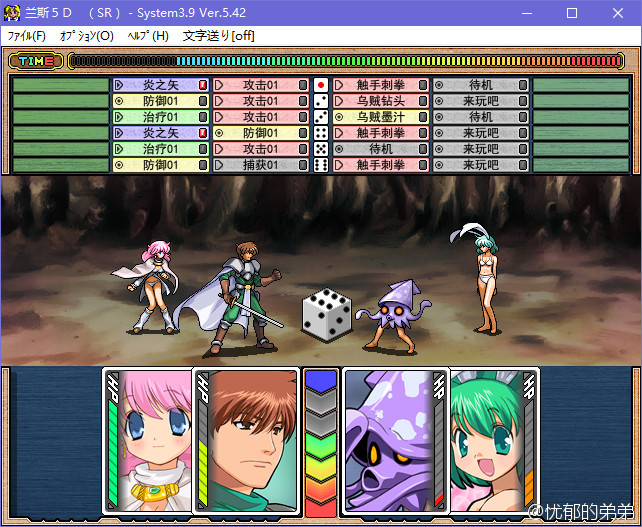 兰斯５Ｄ （SR） - System3.9 Ver.5.42
ﾌｧｲﾙ(F) ｵﾌﾟｼｮﾝ(O) ﾍﾙﾌﾟ(H) 文字送り[off]
TIME
炎之矢 攻击01 触手刺拳 待机
防御01 攻击01 乌贼钻头 来玩吧
治疗01 攻击01 乌贼墨汁 待机
炎之矢 防御01 触手刺拳 来玩吧
治疗01 攻击01 待机 来玩吧
防御01 捕获01 触手刺拳 来玩吧
HP HP HP HP
@忧郁的弟弟